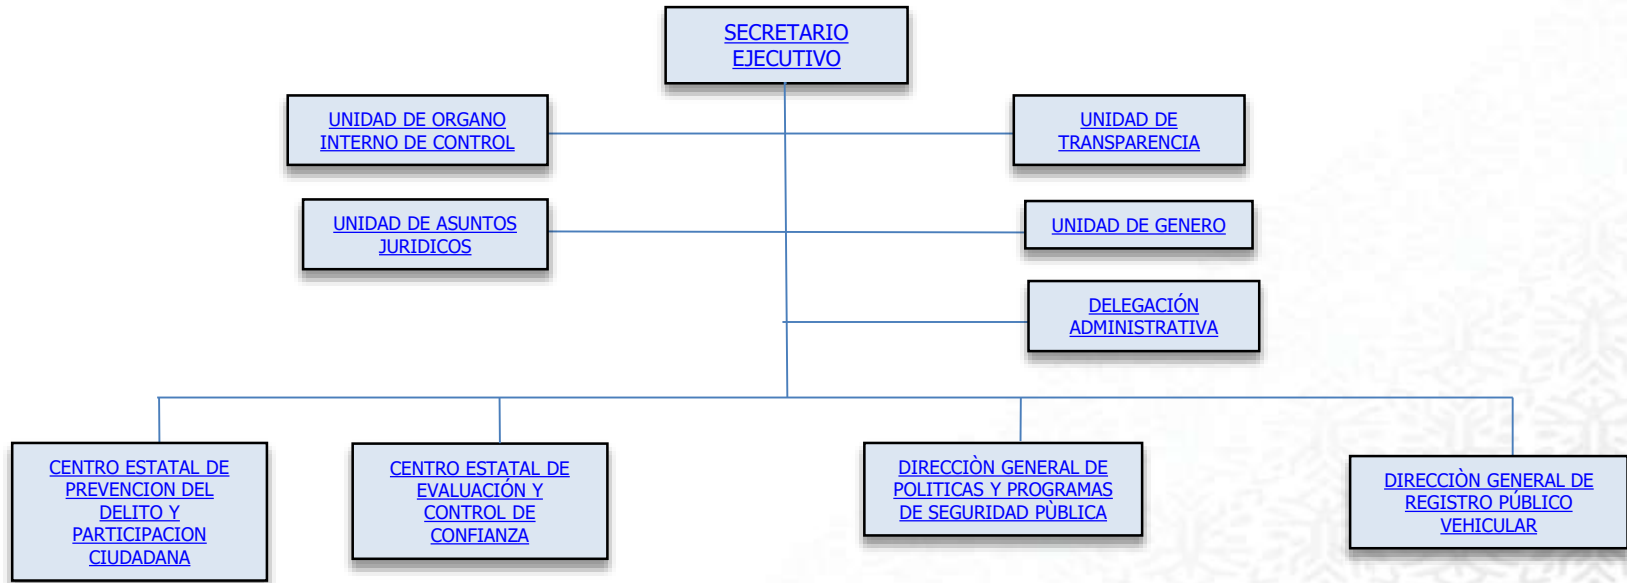 SECRETARIO
EJECUTIVO
UNIDAD DE ORGANO
INTERNO DE CONTROL
UNIDAD DE
TRANSPARENCIA
UNIDAD DE ASUNTOS
JURIDICOS
UNIDAD DE GENERO
DELEGACIÓN
ADMINISTRATIVA
CENTRO ESTATAL DE
PREVENCION DEL
DELITO Y
PARTICIPACION
CIUDADANA
CENTRO ESTATAL DE
EVALUACIÓN Y
CONTROL DE
CONFIANZA
DIRECCIÒN GENERAL DE
POLITICAS Y PROGRAMAS
DE SEGURIDAD PÙBLICA
DIRECCIÒN GENERAL DE
REGISTRO PÚBLICO
VEHICULAR